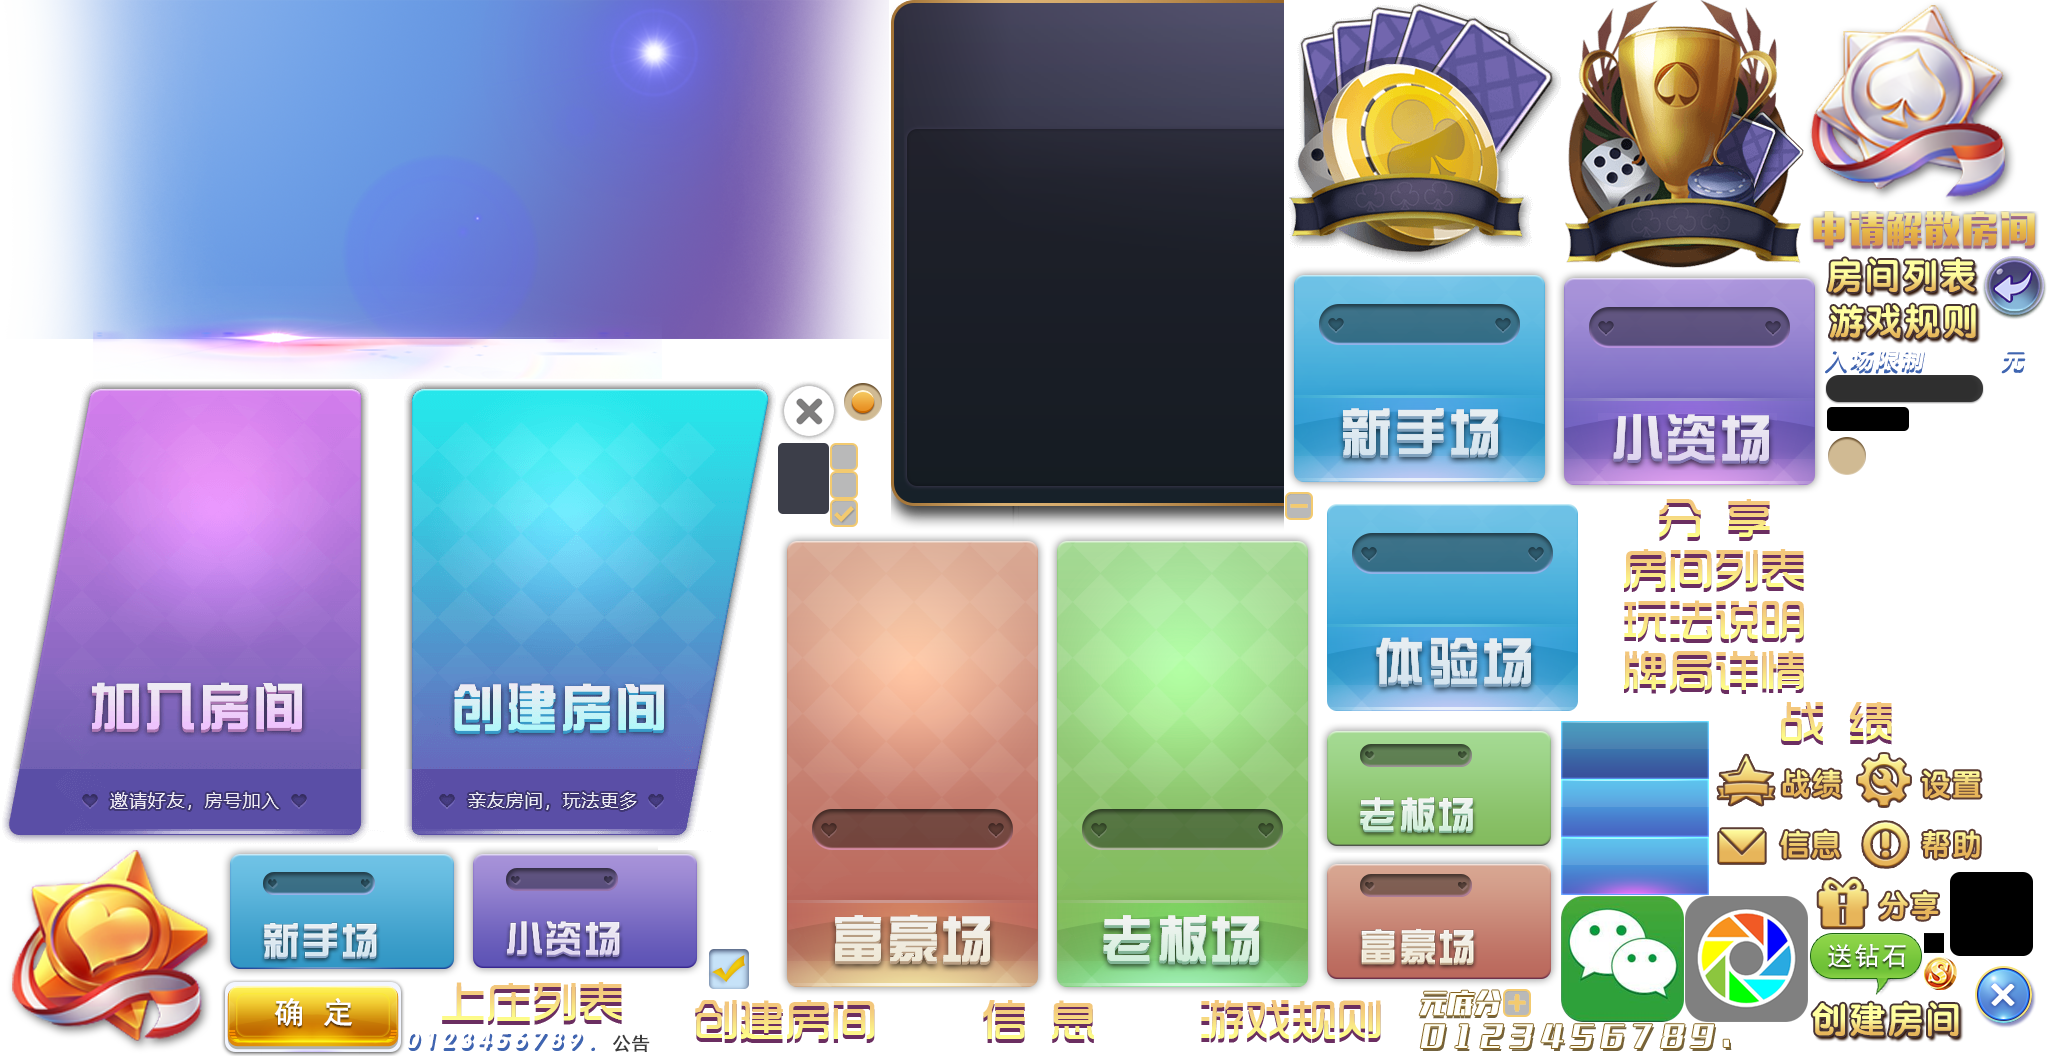 申请解散房间
房间列表
游戏规则
入场限制 元
新手场
小资场
分享
房间列表
玩法说明
牌局详情
体验场
加入房间
邀请好友，房号加入
创建房间
亲友房间，玩法更多
战绩
战绩
设置
信息
帮助
分享
送钻石
创建房间
老板场
富豪场
富豪场
老板场
新手场
小资场
确定
上庄列表
0123456789.
公告
创建房间
信息
游戏规则
元底分
0123456789.